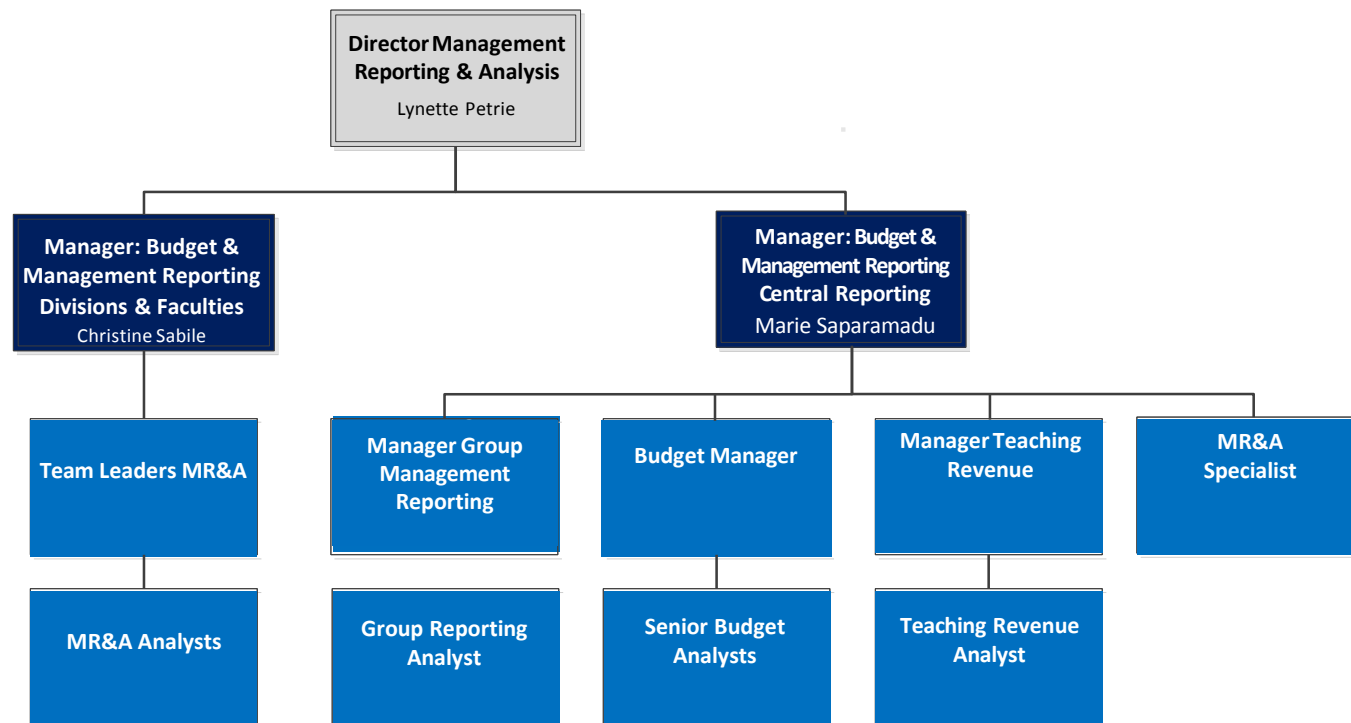 Director Management
Reporting & Analysis
Lynette Petrie
Manager: Budget &
Management Reporting
Divisions & Faculties
Christine Sabile
Manager: Budget &
Management Reporting
Central Reporting
Marie Saparamadu
Team Leaders MR&A
Manager Group
Management
Reporting
Budget Manager
Manager Teaching
Revenue
MR&A
Specialist
MR&A Analysts
Group Reporting
Analyst
Senior Budget
Analysts
Teaching Revenue
Analyst